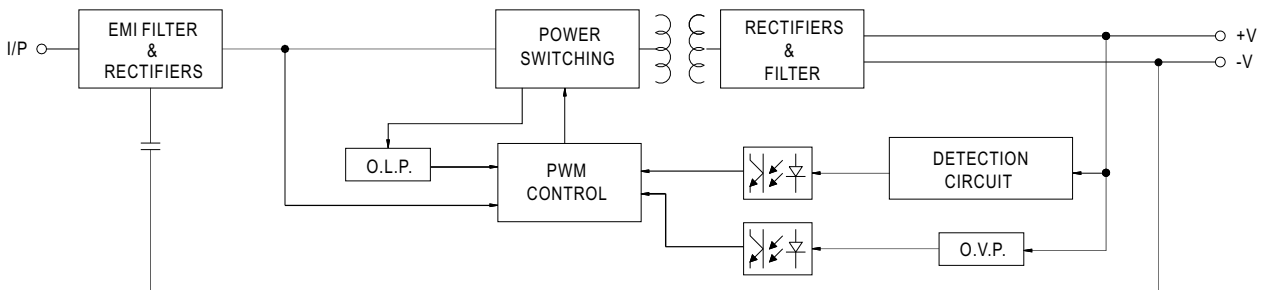 I/P
EMI FILTER
&
RECTIFIERS
POWER
SWITCHING
RECTIFIERS
&
FILTER
+V
-V
O.L.P.
PWM
CONTROL
DETECTION
CIRCUIT
O.V.P.